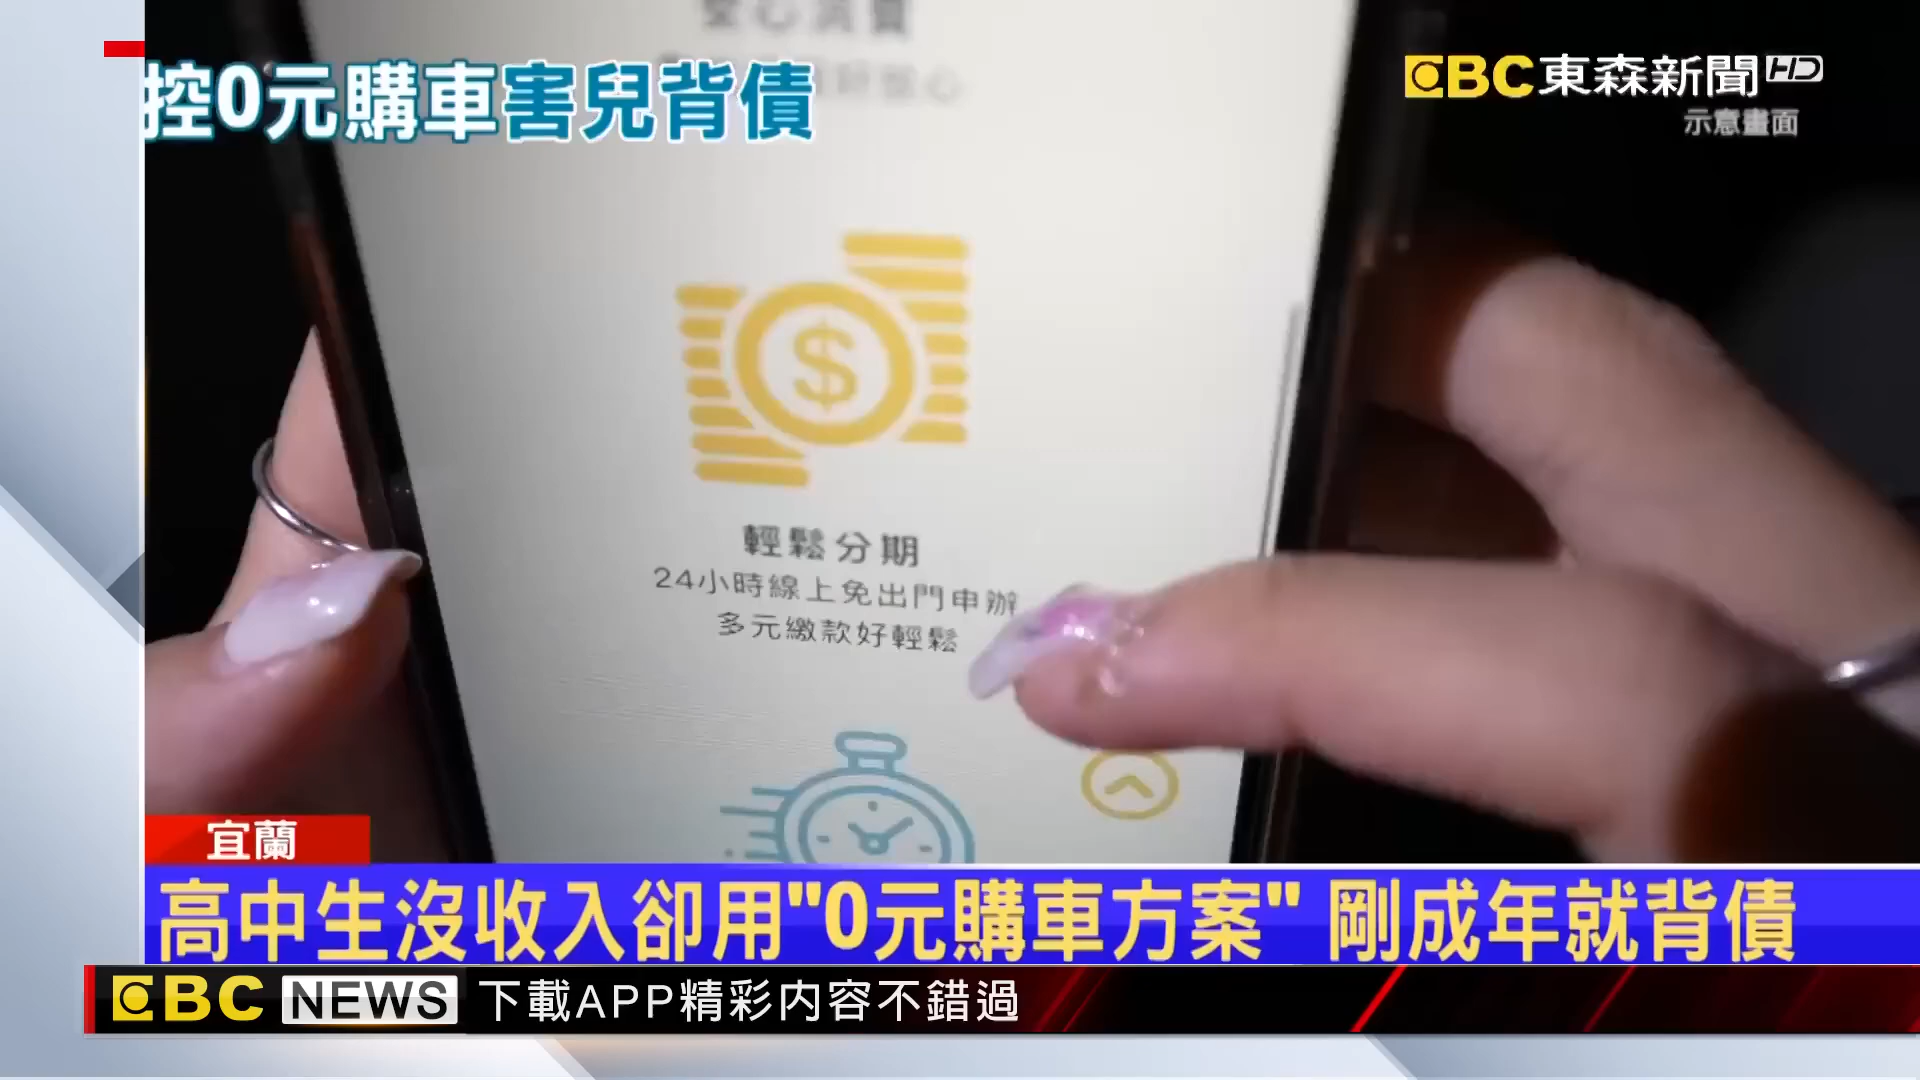 控0元購車害兒背債
EBC東森新聞HD
示意畫面
輕鬆分期
24小時線上免出門申辦
多元繳款好輕鬆
宜蘭
高中生沒收入卻用"0元購車方案" 剛成年就背債
EBC NEWS 下載APP精彩內容不錯過